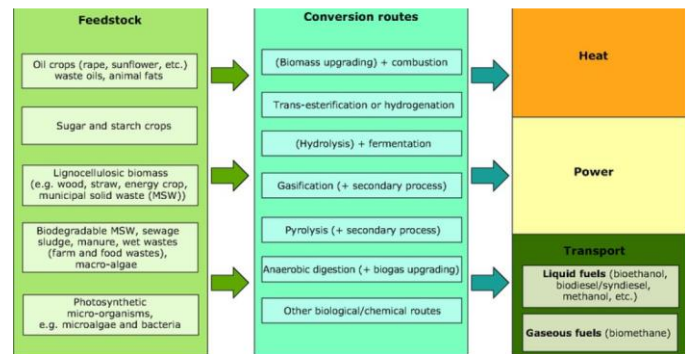 Feedstock
Oil crops (rape, sunflower, etc.)
waste oils, animal fats
Sugar and starch crops
Lignocellulosic biomass
(e.g. wood, straw, energy crop,
municipal solid waste (MSW))
Biodegradable MSW, sewage
sludge, manure, wet wastes
(farm and food wastes),
macro-algae
Photosynthetic
micro-organisms,
e.g. microalgae and bacteria
Conversion routes
(Biomass upgrading) + combustion
Trans-esterification or hydrogenation
(Hydrolysis) + fermentation
Gasification (+ secondary process)
Pyrolysis (+ secondary process)
Anaerobic digestion (+ biogas upgrading)
Other biological/chemical routes
Heat
Power
Transport
Liquid fuels (bioethanol,
biodiesel/syndiesel,
methanol, etc.)
Gaseous fuels (biomethane)